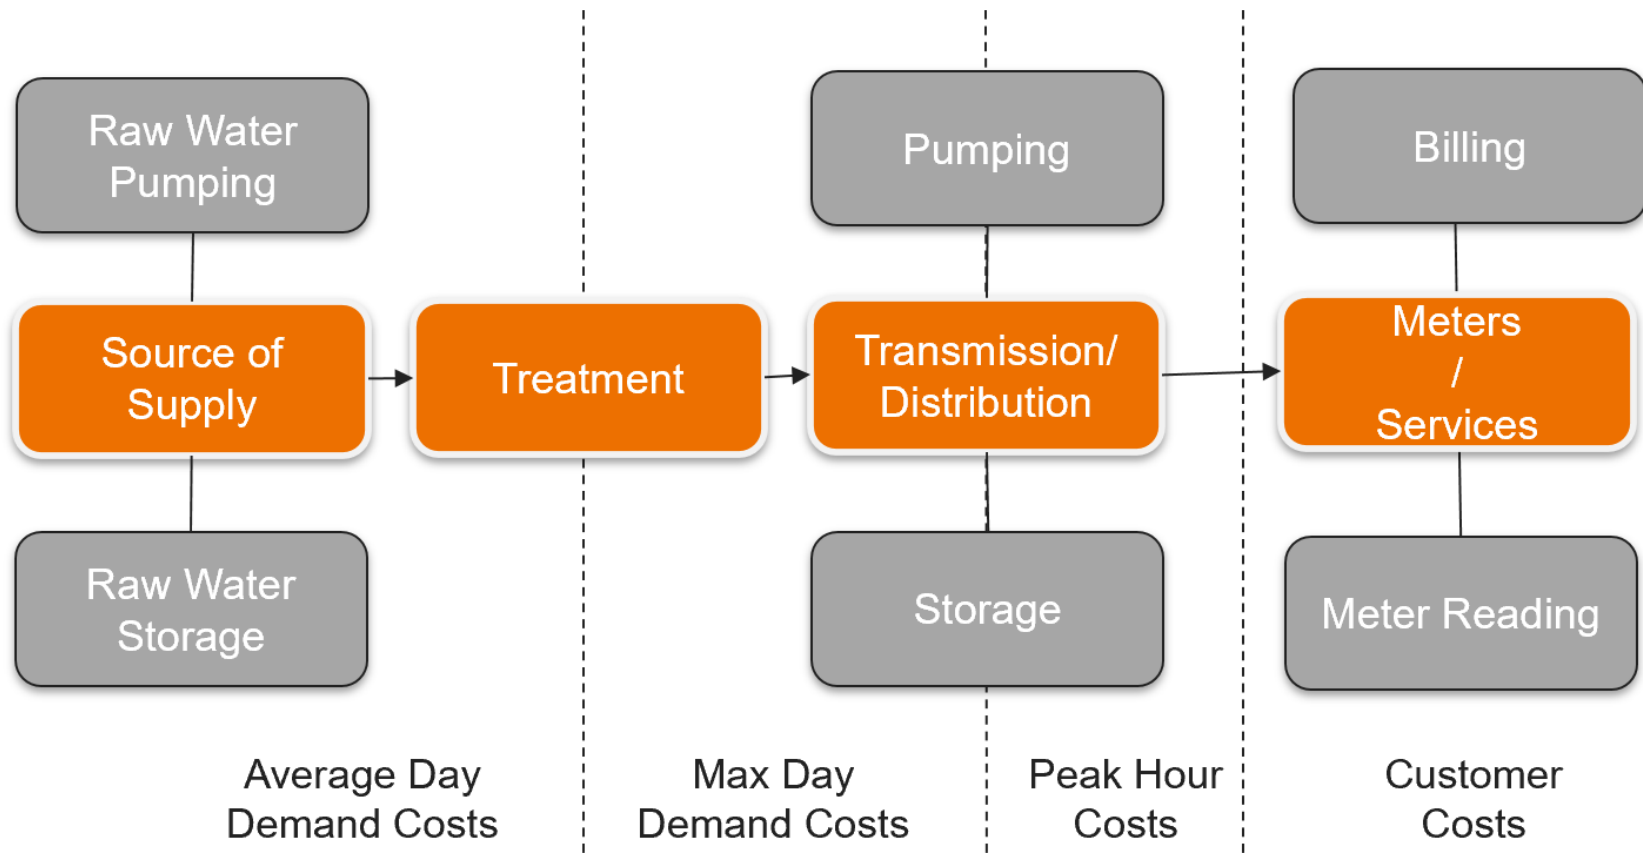 Raw Water
Pumping
Pumping
Billing
Source of
Supply
Treatment
Transmission/
Distribution
Meters
/
Services
Raw Water
Storage
Storage
Meter Reading
Average Day
Demand Costs
Max Day
Demand Costs
Peak Hour
Costs
Customer
Costs